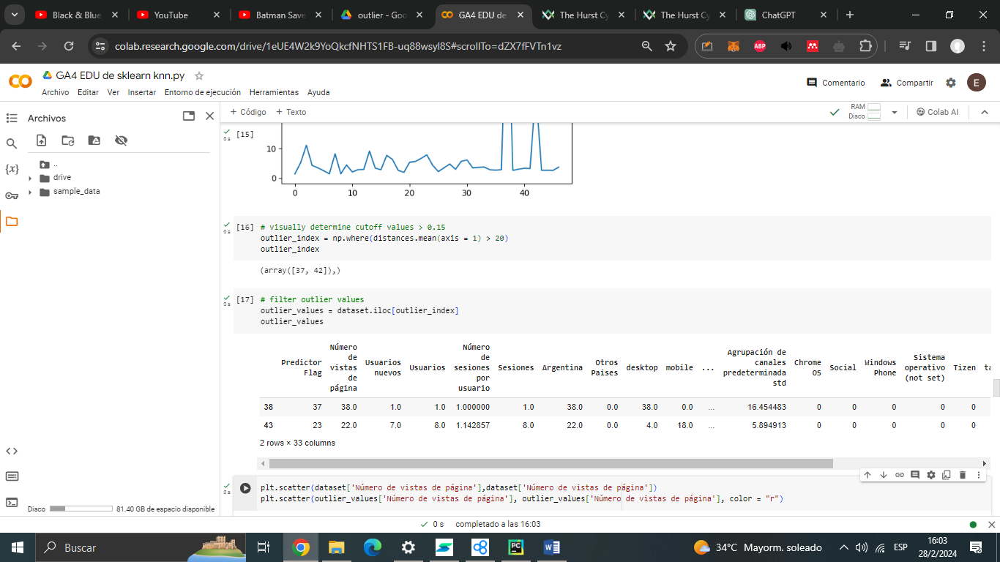 Black & Blue
YouTube
Batman Save
outlier - Goo
GA4 EDU de
The Hurst Cy
The Hurst Cy
ChatGPT
colab.research.google.com/drive/1eUE4W2k9YoQkcfNHTS1FB-uq88wsyl8S#scrollTo=dZX7fFVTn1vz
ABP
GA4 EDU de sklearn knn.py
Comentario
Compartir
E
Archivo Editar Ver Insertar Entorno de ejecución Herramientas Ayuda
Archivos
+ Código + Texto
RAM
Disco
Colab AI
..
drive
sample_data
{x}
0 s
[15]
10
0
0 10 20 30 40
0 s
[16] # visually determine cutoff values > 0.15
outlier_index = np.where(distances.mean(axis = 1) > 20)
outlier_index
(array([37, 42]),)
0 s
[17] # filter outlier values
outlier_values = dataset.iloc[outlier_index]
outlier_values
Predictor Flag Número de vistas de página Usuarios nuevos Usuarios Número de sesiones por usuario Sesiones Argentina Otros Paises desktop mobile ... Agrupación de canales predeterminada std Chrome OS Social Windows Phone Sistema operativo (not set) Tizen ta
38 37 38.0 1.0 1.0 1.000000 1.0 38.0 0.0 38.0 0.0 ... 16.454483 0 0 0 0 0
43 23 22.0 7.0 8.0 1.142857 8.0 22.0 0.0 4.0 18.0 ... 5.894913 0 0 0 0 0
2 rows × 33 columns
0 s
plt.scatter(dataset['Número de vistas de página'],dataset['Número de vistas de página'])
plt.scatter(outlier_values['Número de vistas de página'], outlier_values['Número de vistas de página'], color = "r")
Disco
81.40 GB de espacio disponible
0 s completado a las 16:03
Buscar
PC
W
34°C Mayorm. soleado
ESP
16:03
28/2/2024